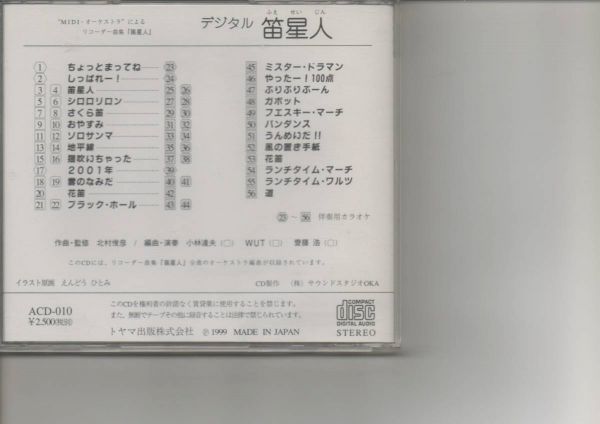 "MIDI・オーケストラ"による
リコーダー曲集「笛星人」
デジタル 笛星人
ふえ せい じん
1 ちょっとまってね 23
2 しっぱれー! 24
3 4 笛星人 25 26
5 6 シロロリロン 27 28
7 8 さくら笛 29 30
9 10 おやすみ 31 32
11 12 ゾロサンマ 33 34
13 14 地平線 35 36
15 16 麺吹いちゃった 37 38
17 2001年 39
18 19 雲のなみだ 40 41
20 花笛 42
21 22 ブラック・ホール 43 44
45 ミスター・ドラマン
46 やったー!100点
47 ぷりぷりぶーん
48 ガボット
49 フエスキー・マーチ
50 パンダンス
51 うんめいだ!!
52 風の置き手紙
53 花笛
54 ランチタイム・マーチ
55 ランチタイム・ワルツ
56 道
23 ~ 56 伴奏用カラオケ
作曲・監修 北村俊彦 / 編曲・演奏 小林達夫(□) WUT(□) 齋藤 浩(□)
このCDには、リコーダー曲集「笛星人」全曲のオーケストラ編曲が収録されています。
イラスト原画 えんどう ひとみ
CD製作 (株)サウンドスタジオOKA
ACD-010
¥2,500(税別)
このCDを権利者の許諾なく賃貸業に使用することを禁じます。
また、無断でテープその他に録音することは法律で禁じられています。
トヤマ出版株式会社 ℗1999 MADE IN JAPAN
COMPACT
disc
DIGITAL AUDIO
STEREO